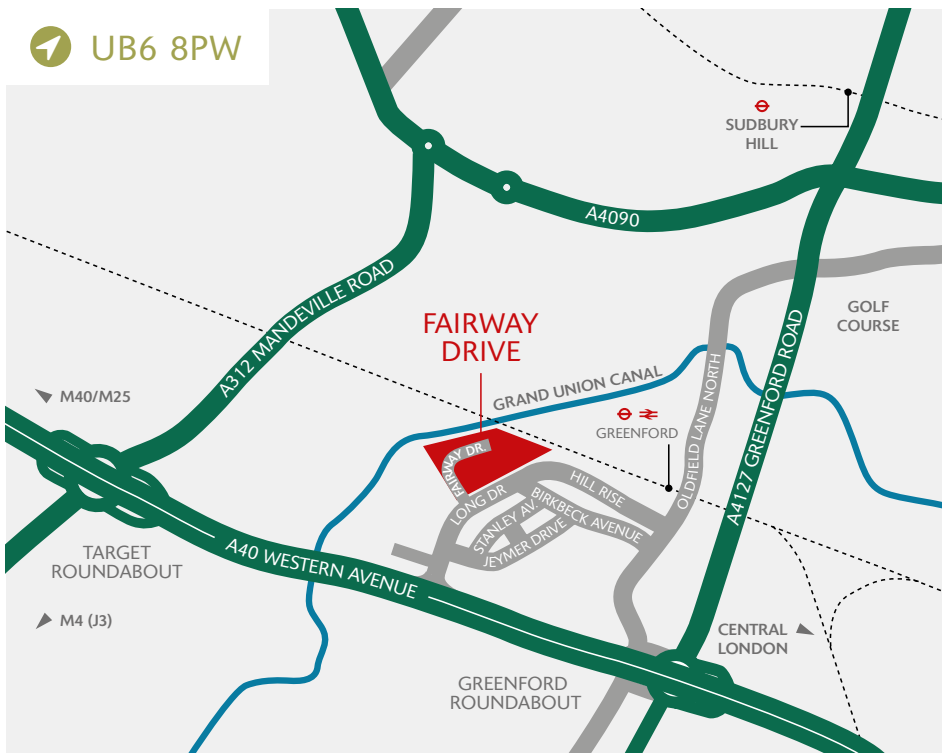 UB6 8PW
SUDBURY
HILL
A4090
A312 MANDEVILLE ROAD
GOLF
COURSE
FAIRWAY
DRIVE
GRAND UNION CANAL
M40/M25
GREENFORD
OLDFIELD LANE NORTH
A4127 GREENFORD ROAD
FAIRWAY DR.
LONG DR
HILL RISE
STANLEY AV.
BIRKBECK AVENUE
JEYMER DRIVE
TARGET
ROUNDABOUT
A40 WESTERN AVENUE
M4 (J3)
CENTRAL
LONDON
GREENFORD
ROUNDABOUT